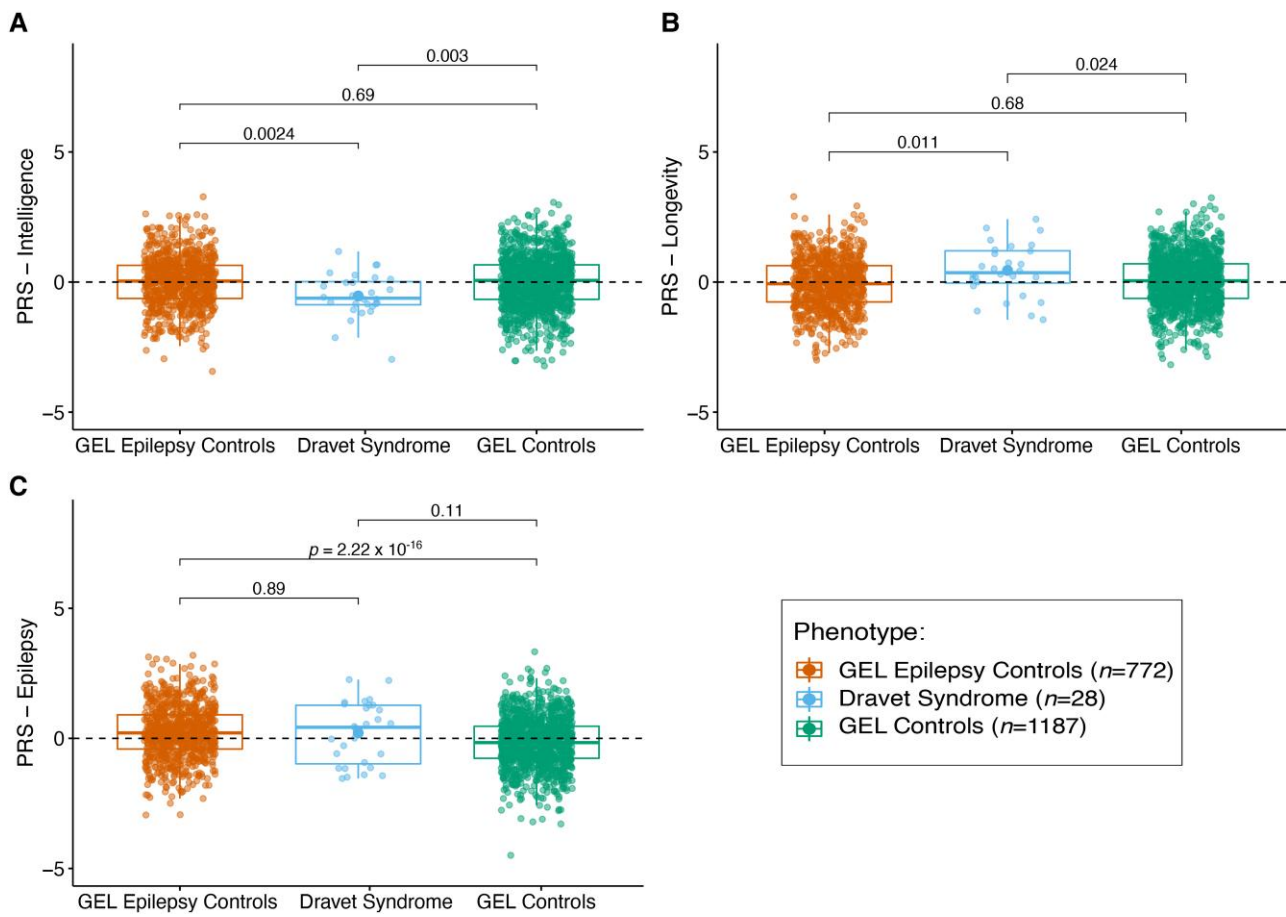 A
PRS – Intelligence
5
0
−5
0.003
0.69
0.0024
GEL Epilepsy Controls Dravet Syndrome GEL Controls
B
PRS – Longevity
5
0
−5
0.024
0.68
0.011
GEL Epilepsy Controls Dravet Syndrome GEL Controls
C
PRS – Epilepsy
5
0
−5
0.11
p = 2.22 x 10⁻¹⁶
0.89
GEL Epilepsy Controls Dravet Syndrome GEL Controls
Phenotype:
GEL Epilepsy Controls (n=772)
Dravet Syndrome (n=28)
GEL Controls (n=1187)